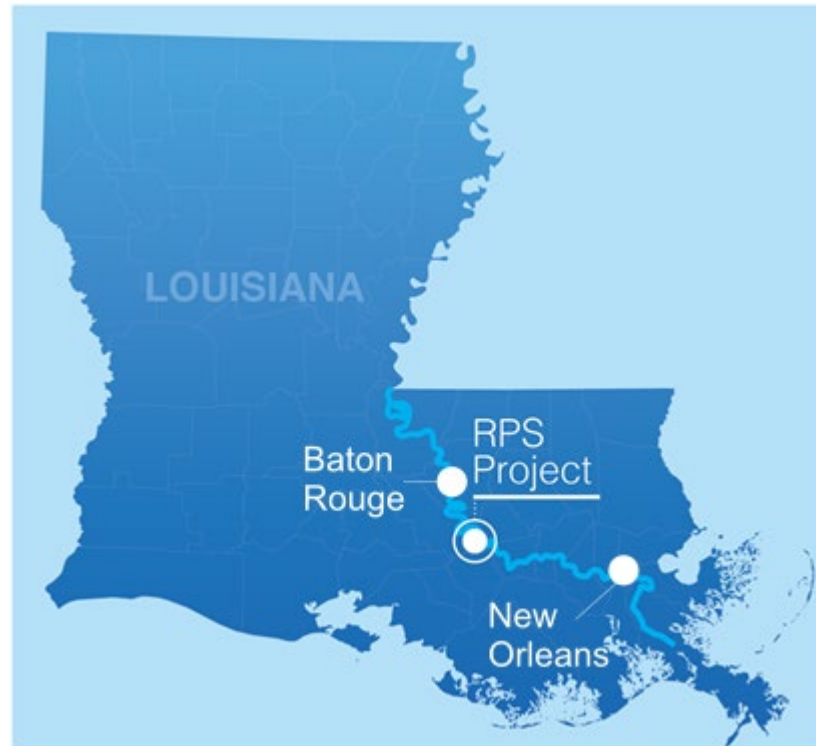 LOUISIANA
RPS
Project
Baton
Rouge
New
Orleans